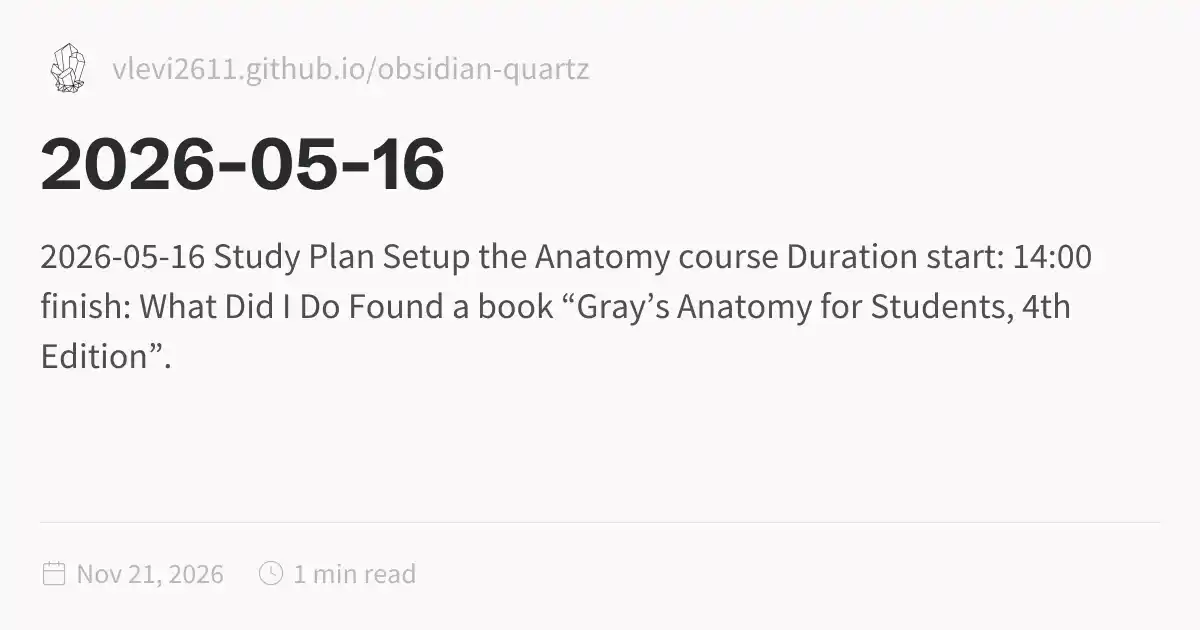 vlevi2611.github.io/obsidian-quartz
2026-05-16
2026-05-16 Study Plan Setup the Anatomy course Duration start: 14:00
finish: What Did I Do Found a book “Gray’s Anatomy for Students, 4th
Edition”.
Nov 21, 2026 1 min read